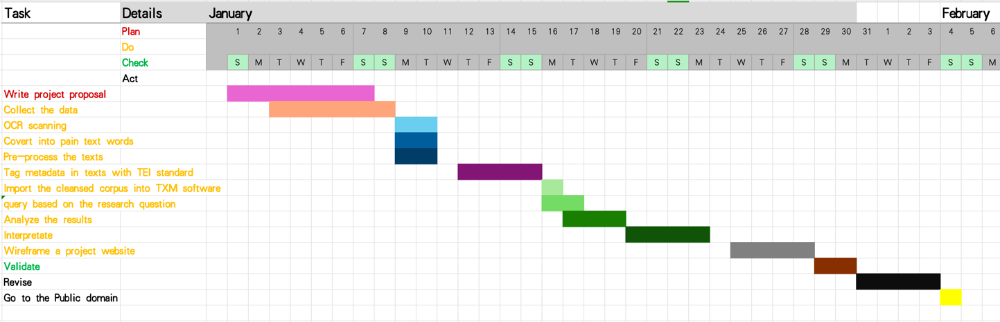 Task Details January February
Plan 1 2 3 4 5 6 7 8 9 10 11 12 13 14 15 16 17 18 19 20 21 22 23 24 25 26 27 28 29 30 31 1 2 3 4 5 6
Do
Check S M T W T F S S M T W T F S S M T W T F S S M T W T F S S M T W T F S S M
Act
Write project proposal
Collect the data
OCR scanning
Covert into pain text words
Pre-process the texts
Tag metadata in texts with TEI standard
Import the cleansed corpus into TXM software
query based on the research question
Analyze the results
Interpretate
Wireframe a project website
Validate
Revise
Go to the Public domain